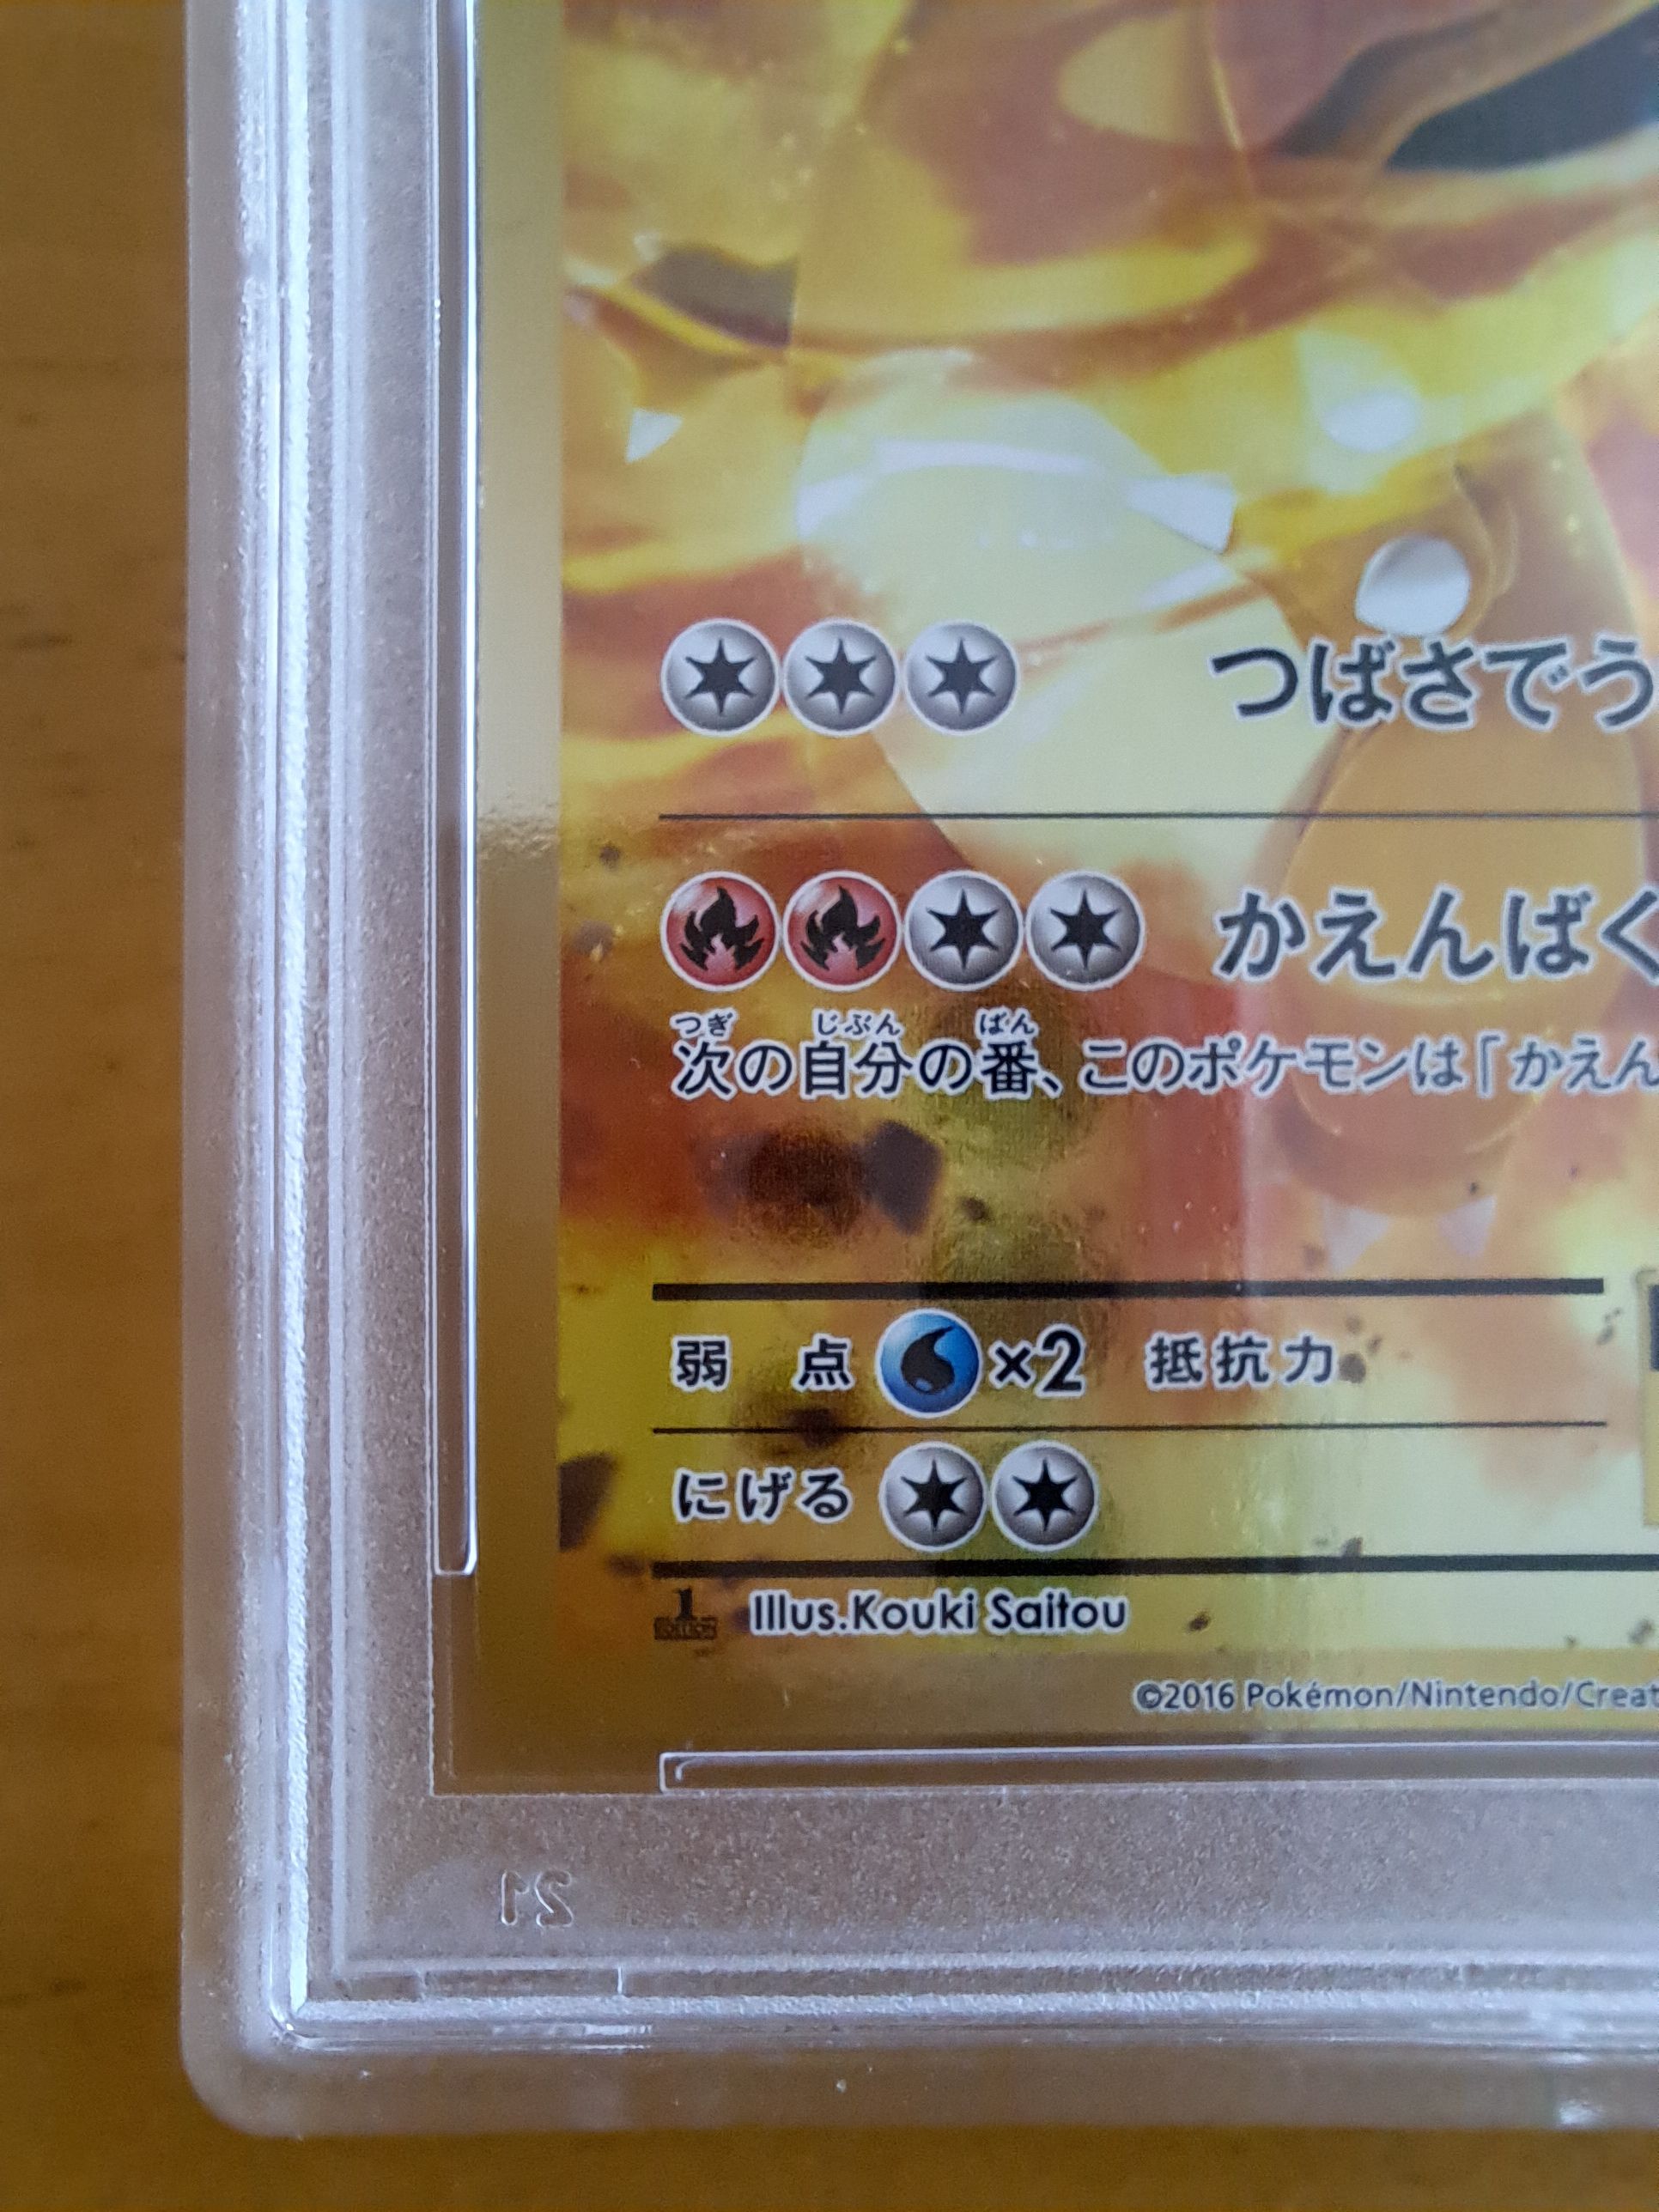 つばさでう
かえんばく
つぎ じぶん ばん
次の自分の番、このポケモンは「かえん
弱 点 ×2 抵抗力
にげる
1 EDITION Illus.Kouki Saitou
©2016 Pokémon/Nintendo/Creat
21